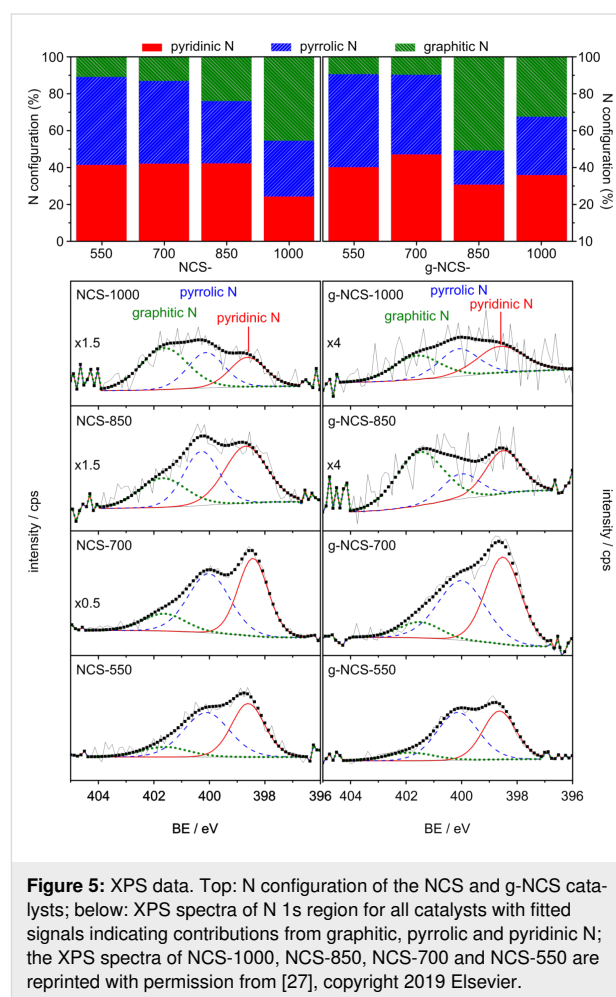 pyridinic N pyrrolic N graphitic N
N configuration (%)
100
80
60
40
20
0
550 700 850 1000
NCS-
550 700 850 1000
g-NCS-
100
80
60
40
20
10
N configuration (%)
NCS-1000
pyrrolic N
graphitic N
pyridinic N
x1.5
g-NCS-1000
pyrrolic N
graphitic N
pyridinic N
x4
NCS-850
x1.5
g-NCS-850
x4
NCS-700
x0.5
g-NCS-700
NCS-550
g-NCS-550
intensity / cps
intensity / cps
404 402 400 398 396
404 402 400 398 396
BE / eV
BE / eV
Figure 5: XPS data. Top: N configuration of the NCS and g-NCS cata-
lysts; below: XPS spectra of N 1s region for all catalysts with fitted
signals indicating contributions from graphitic, pyrrolic and pyridinic N;
the XPS spectra of NCS-1000, NCS-850, NCS-700 and NCS-550 are
reprinted with permission from [27], copyright 2019 Elsevier.